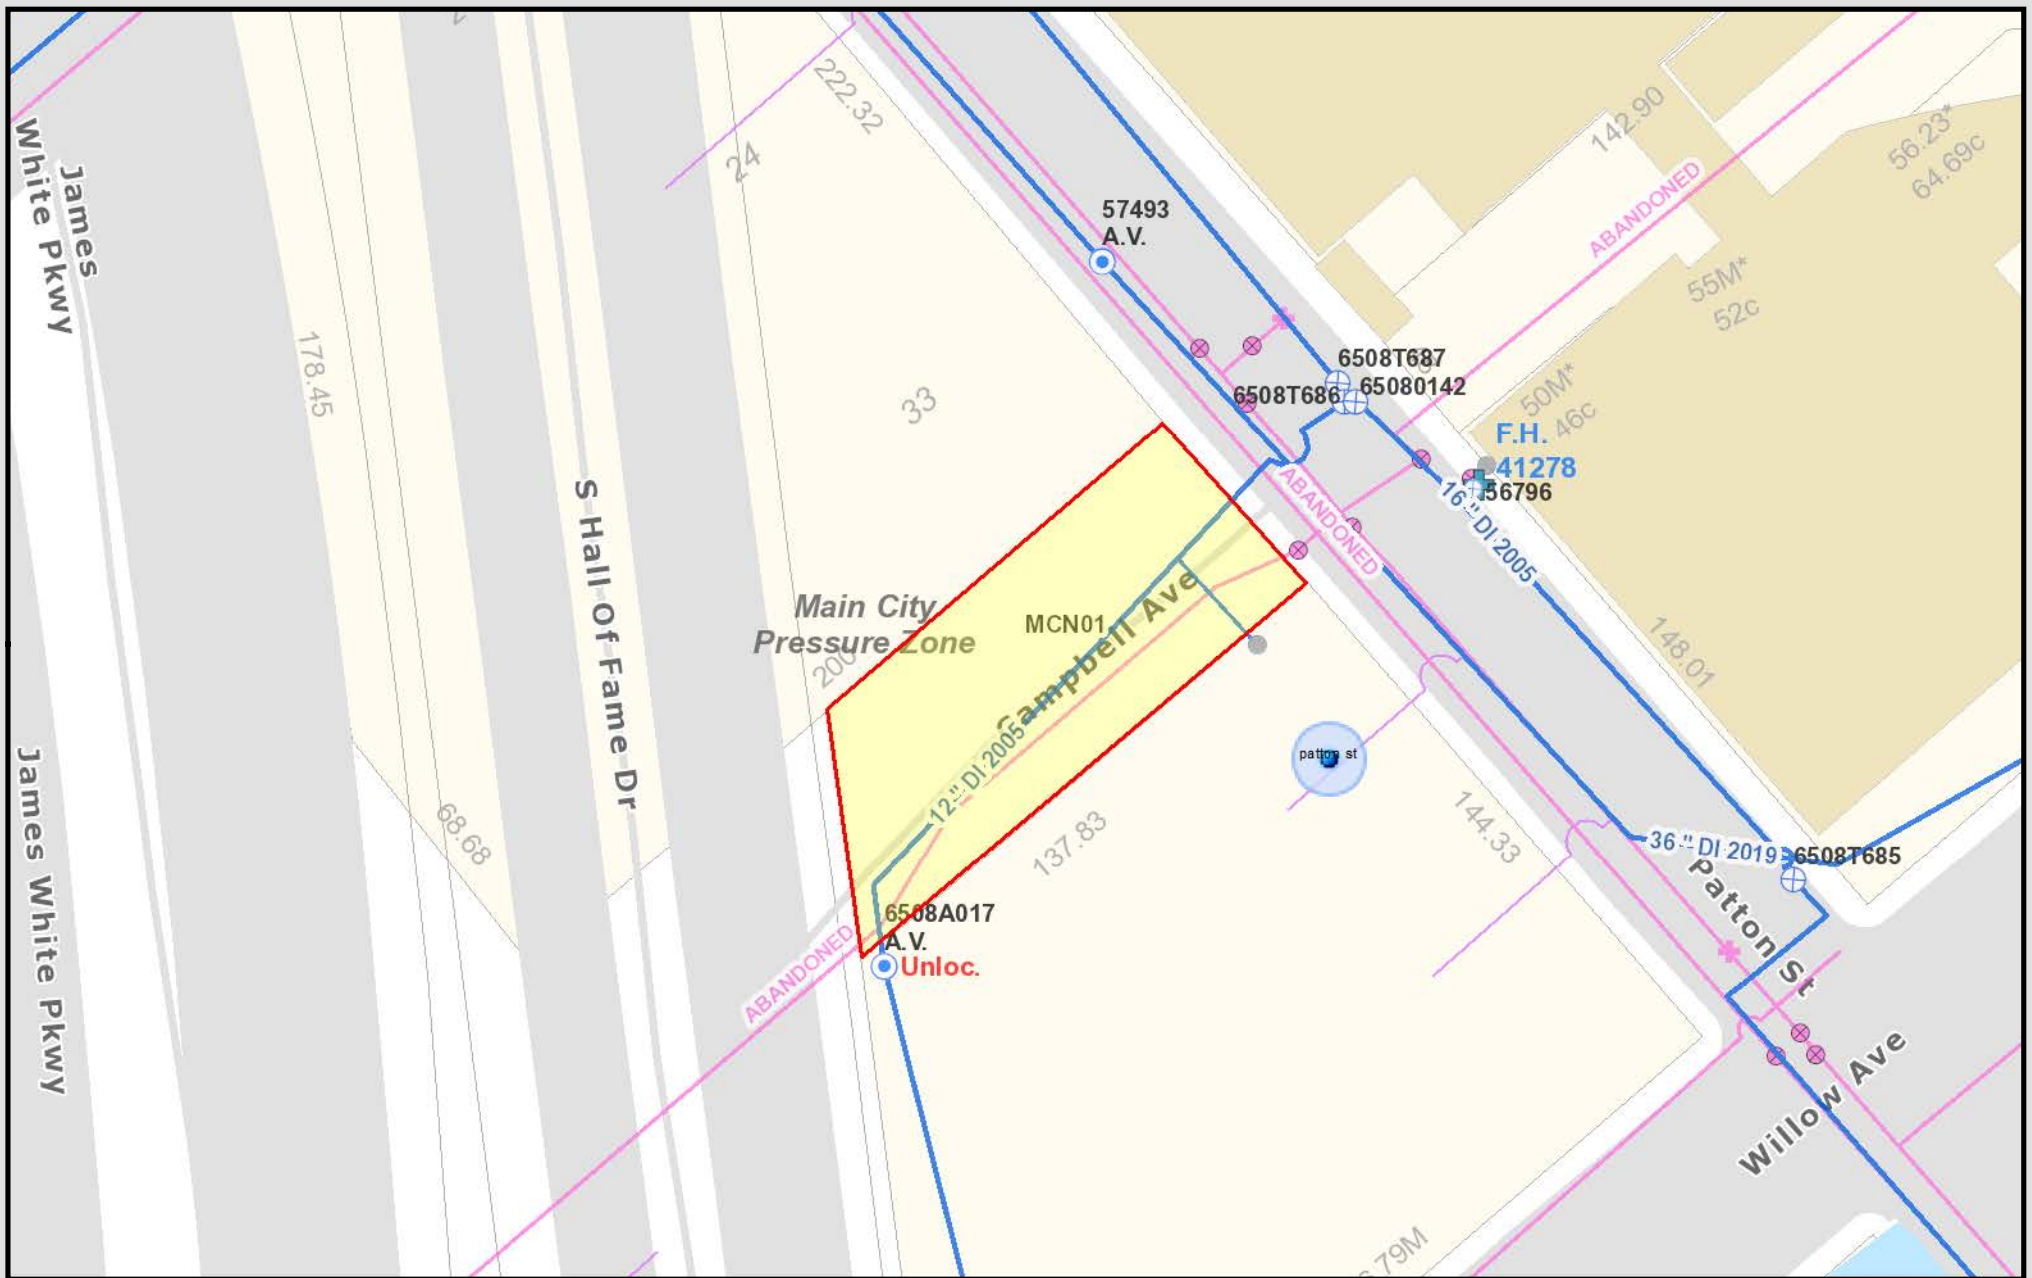 222.32
24
142.90
56.23*
64.69c
James
White Pkwy
ABANDONED
57493
A.V.
55M*
52c
178.45
33
6508T687
6508T686
65080142
50M*
46c
F.H.
41278
56796
16-" DI 2005
S Hall Of Fame Dr
ABANDONED
Main City
Pressure Zone
200
MCN01
Campbell Ave
12-" DI 2005
148.01
patton st
137.83
144.33
68.68
James White Pkwy
36-" DI 2019
6508T685
Patton St
6508A017
A.V.
Unloc.
ABANDONED
Willow Ave
.79M